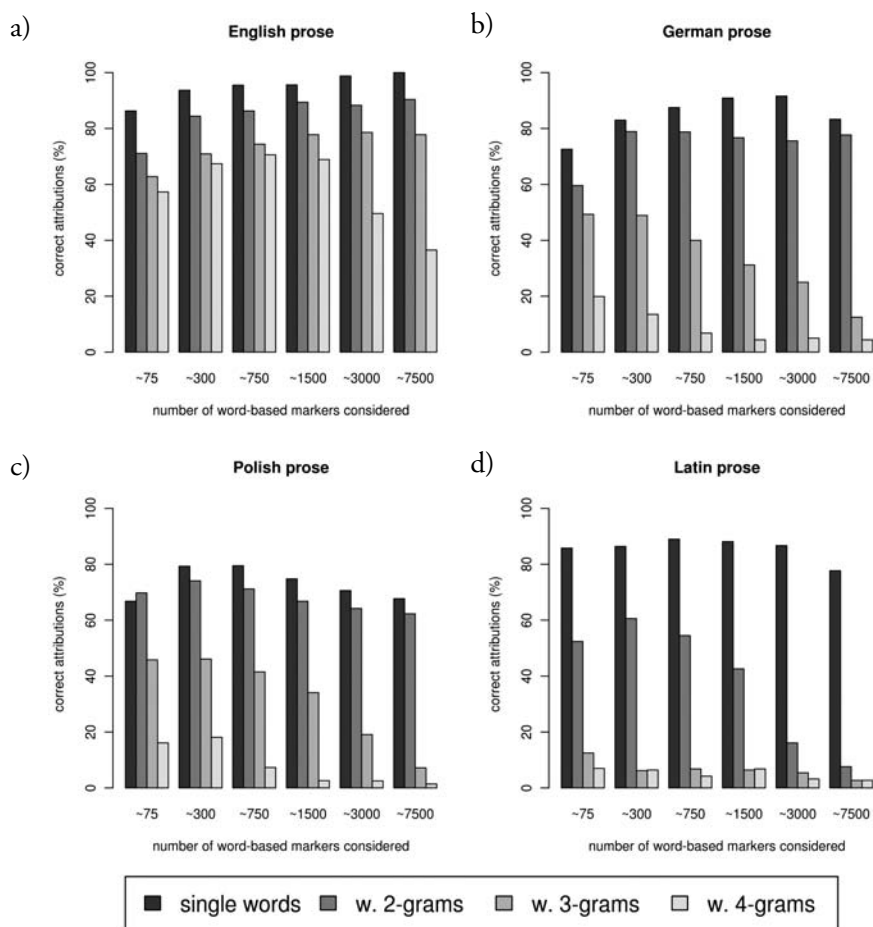 a)
English prose
correct attributions (%)
0 20 40 60 80 100
~75 ~300 ~750 ~1500 ~3000 ~7500
number of word-based markers considered
b)
German prose
correct attributions (%)
0 20 40 60 80 100
~75 ~300 ~750 ~1500 ~3000 ~7500
number of word-based markers considered
c)
Polish prose
correct attributions (%)
0 20 40 60 80 100
~75 ~300 ~750 ~1500 ~3000 ~7500
number of word-based markers considered
d)
Latin prose
correct attributions (%)
0 20 40 60 80 100
~75 ~300 ~750 ~1500 ~3000 ~7500
number of word-based markers considered
single words w. 2-grams w. 3-grams w. 4-grams